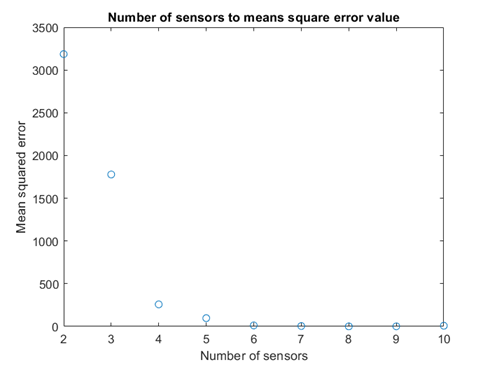 Number of sensors to means square error value
Mean squared error
3500
3000
2500
2000
1500
1000
500
0
2 3 4 5 6 7 8 9 10
Number of sensors